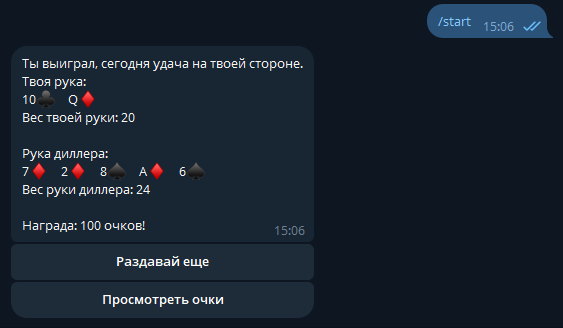 /start 15:06
Ты выиграл, сегодня удача на твоей стороне.
Твоя рука:
10♣ Q♦
Вес твоей руки: 20
Рука диллера:
7♦ 2♦ 8♠ A♦ 6♠
Вес руки диллера: 24
Награда: 100 очков!
15:06
Раздавай еще
Просмотреть очки